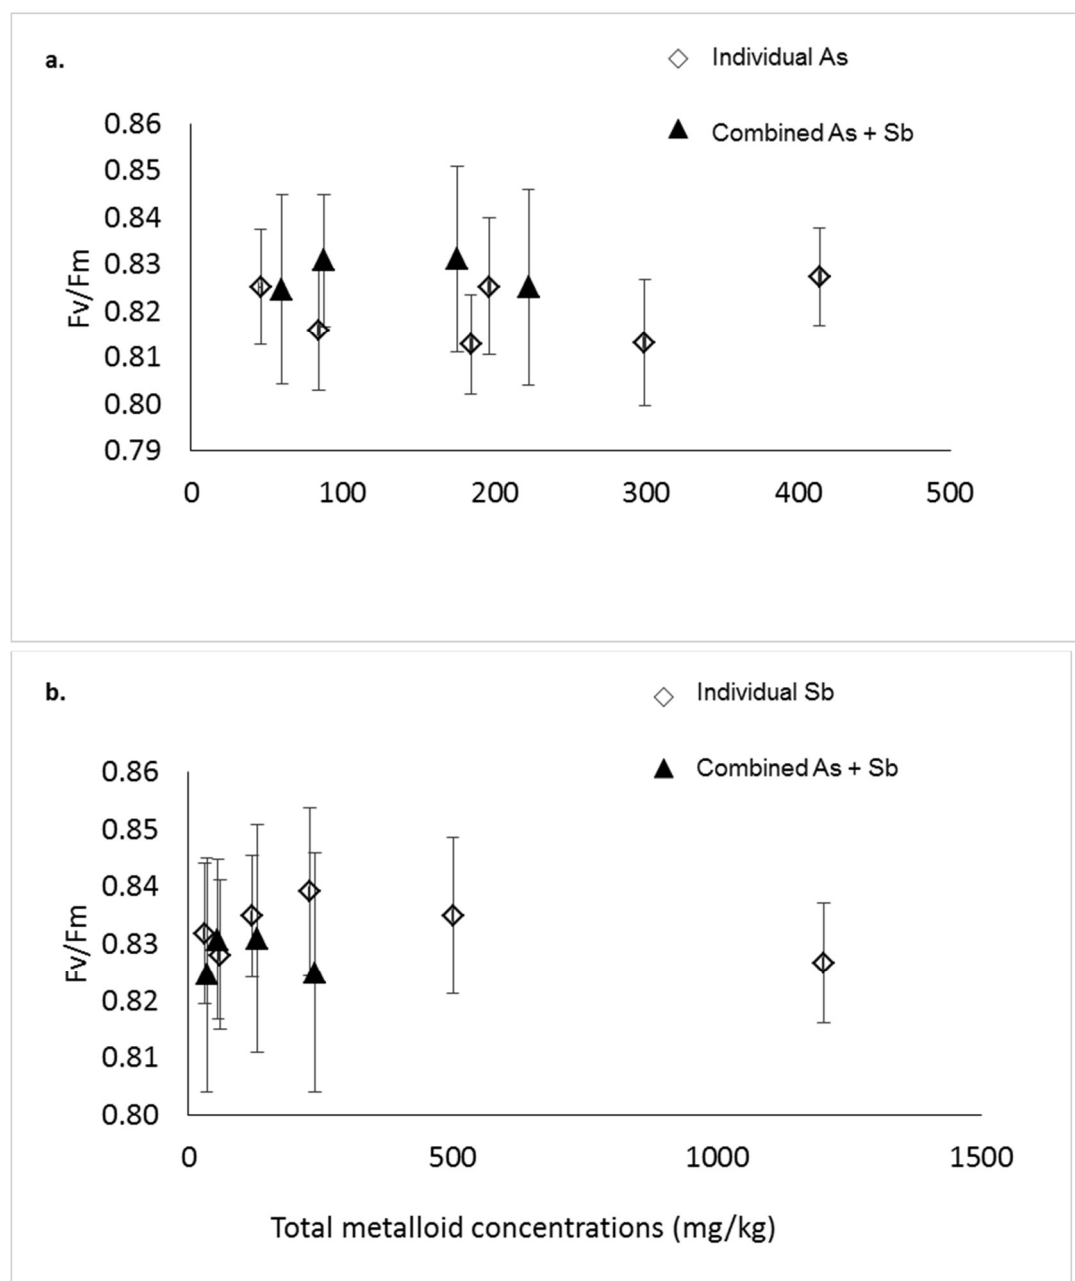 a.
Individual As
Combined As + Sb
0.86
0.85
0.84
0.83
0.82
0.81
0.80
0.79
Fv/Fm
0 100 200 300 400 500
b.
Individual Sb
Combined As + Sb
0.86
0.85
0.84
0.83
0.82
0.81
0.80
Fv/Fm
0 500 1000 1500
Total metalloid concentrations (mg/kg)